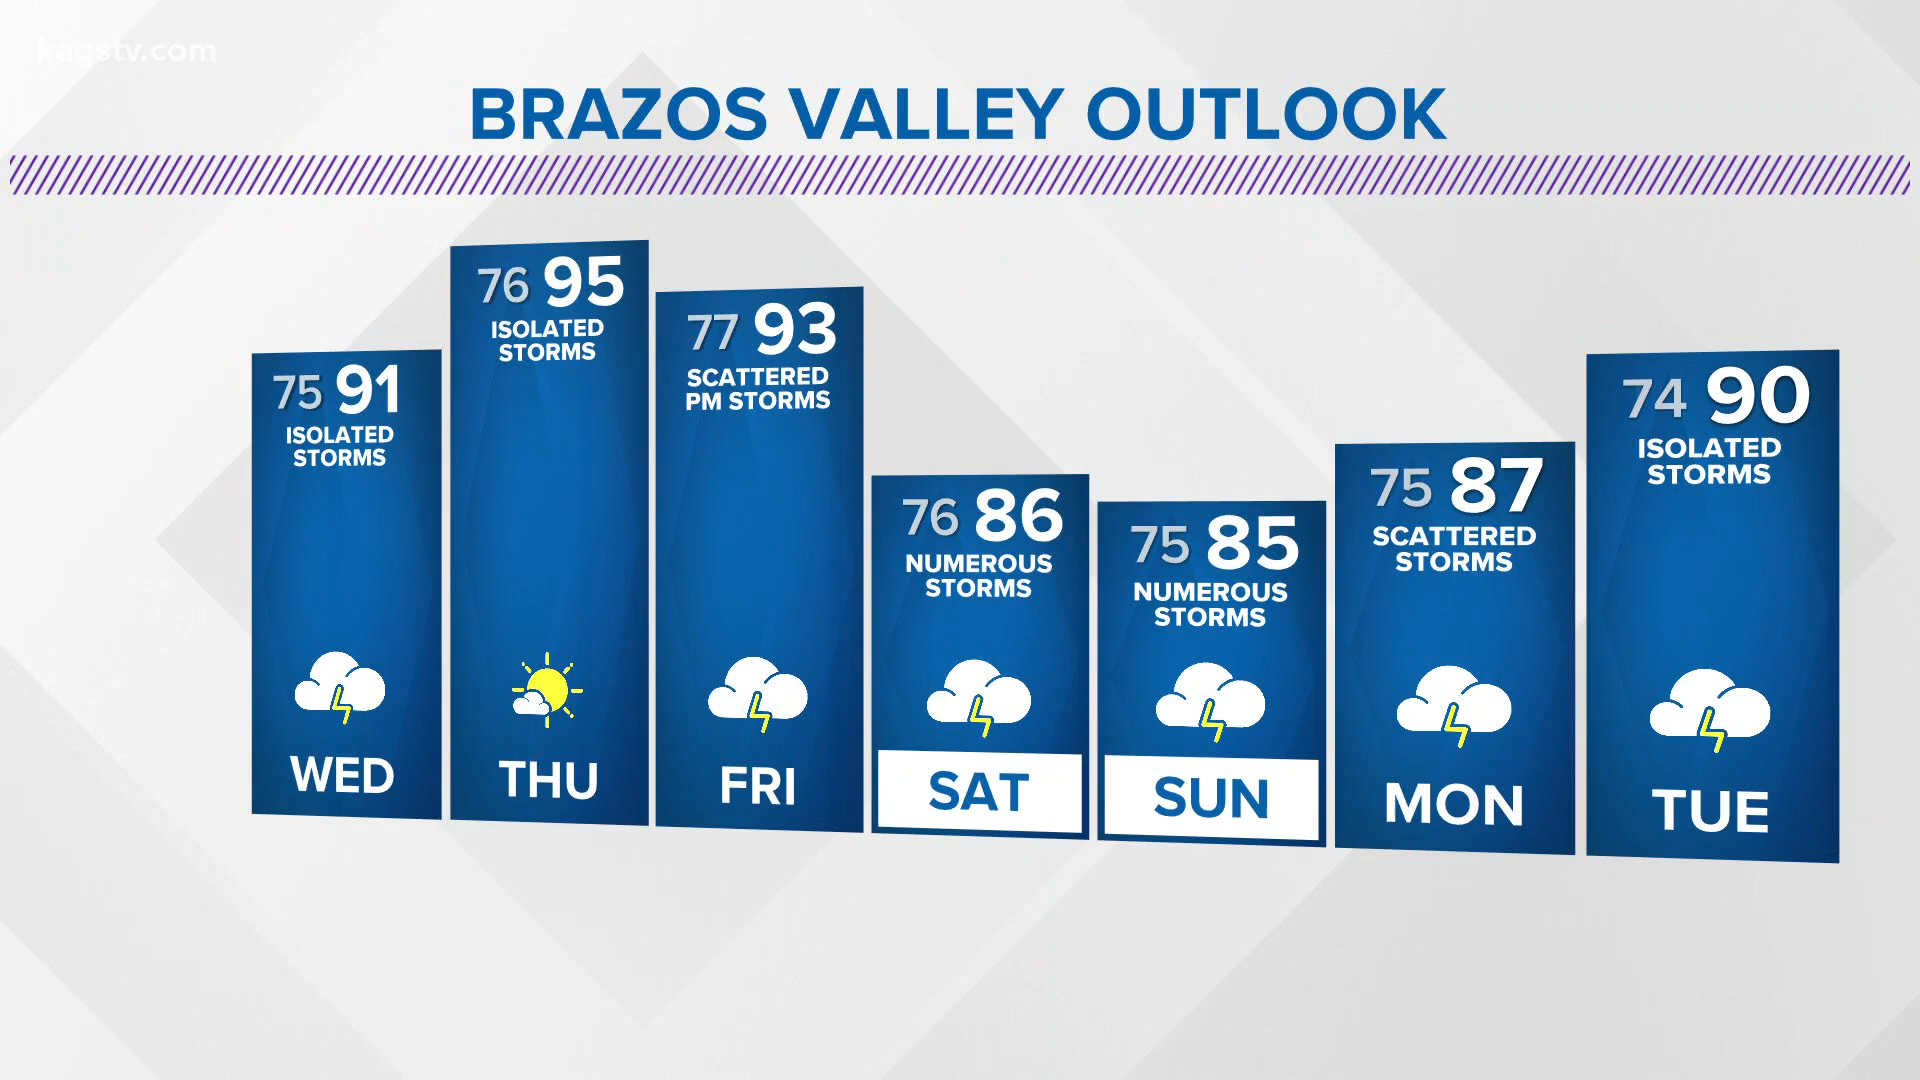 kagstv.com
BRAZOS VALLEY OUTLOOK
75 91
ISOLATED
STORMS
WED
76 95
ISOLATED
STORMS
THU
77 93
SCATTERED
PM STORMS
FRI
76 86
NUMEROUS
STORMS
SAT
75 85
NUMEROUS
STORMS
SUN
75 87
SCATTERED
STORMS
MON
74 90
ISOLATED
STORMS
TUE